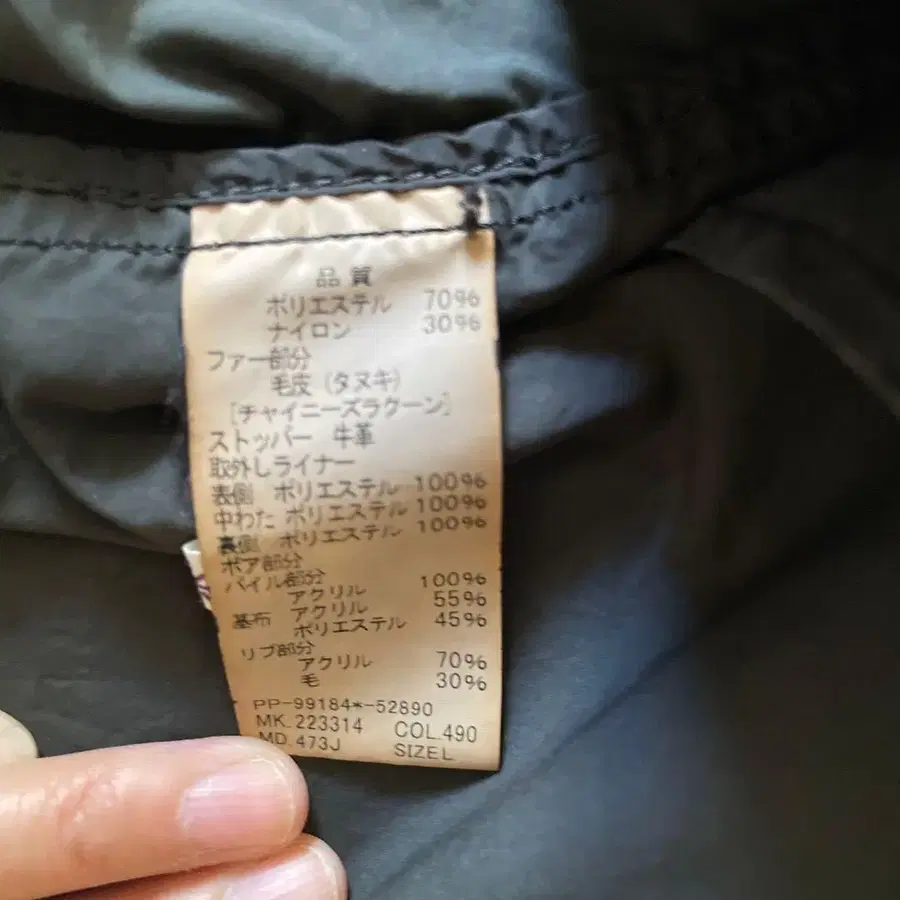 品質
ポリエステル 70%
ナイロン 30%
ファー部分
毛皮（タヌキ）
[チャイニーズラクーン]
ストッパー 牛革
取外しライナー
表側 ポリエステル 100%
中わた ポリエステル 100%
裏側 ポリエステル 100%
ボア部分
パイル部分
アクリル 100%
基布 アクリル 55%
ポリエステル 45%
リブ部分
アクリル 70%
毛 30%
PP-99184*-52890
MK.223314 COL.490
MD.473J SIZE L